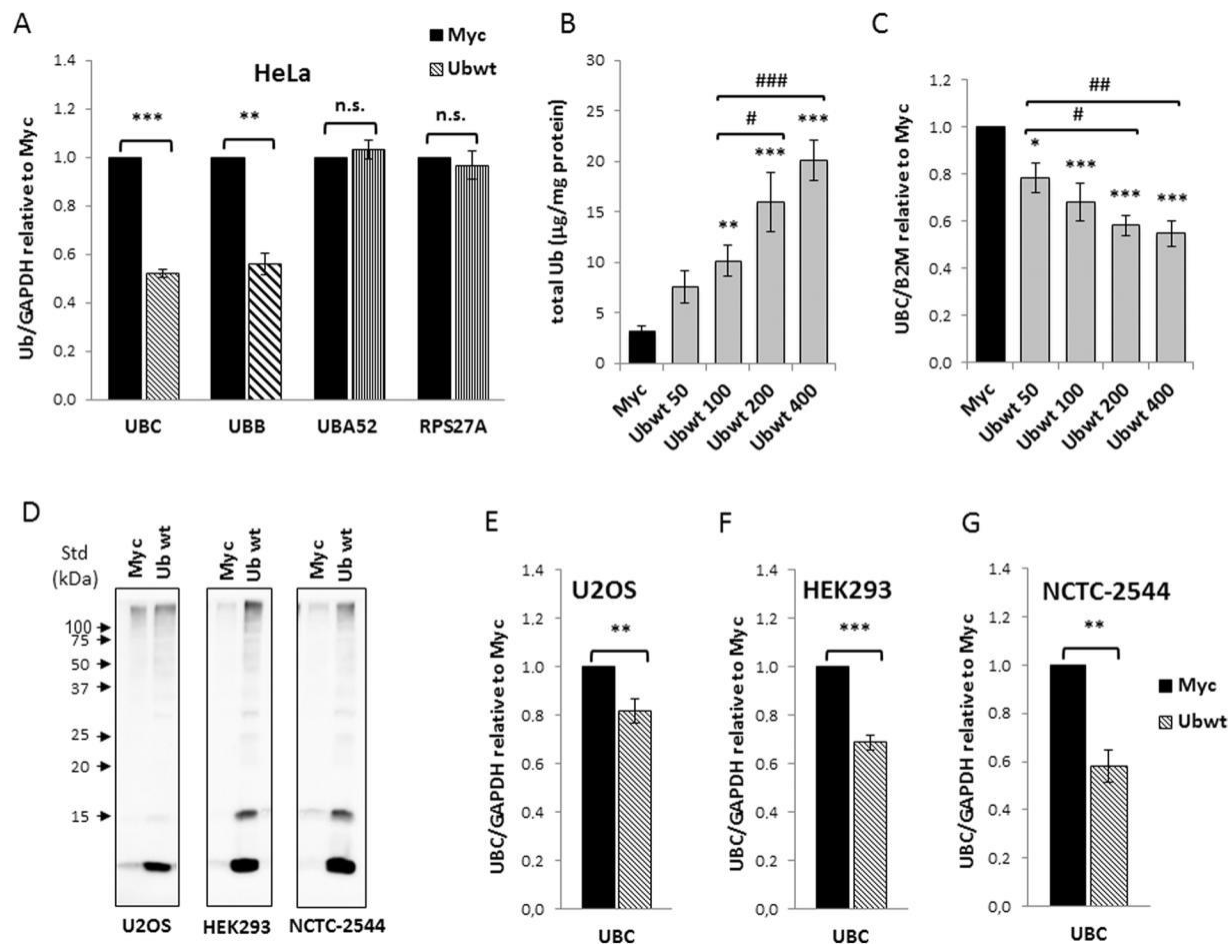 A
Myc
Ubwt
HeLa
Ub/GAPDH relative to Myc
1.4
1.2
1.0
0.8
0.6
0.4
0.2
0.0
***
**
n.s.
n.s.
UBC
UBB
UBA52
RPS27A
B
total Ub (µg/mg protein)
30
25
20
15
10
5
0
###
#
**
***
***
Myc
Ubwt 50
Ubwt 100
Ubwt 200
Ubwt 400
C
UBC/B2M relative to Myc
1.2
1.0
0.8
0.6
0.4
0.2
0.0
##
#
*
***
***
***
Myc
Ubwt 50
Ubwt 100
Ubwt 200
Ubwt 400
D
Std
(kDa)
Myc
Ub wt
Myc
Ub wt
Myc
Ub wt
100
75
50
37
25
20
15
U2OS
HEK293
NCTC-2544
E
U2OS
UBC/GAPDH relative to Myc
1.4
1.2
1.0
0.8
0.6
0.4
0.2
0,0
**
UBC
F
HEK293
UBC/GAPDH relative to Myc
1.4
1.2
1.0
0.8
0.6
0.4
0.2
0,0
***
UBC
G
NCTC-2544
UBC/GAPDH relative to Myc
1.4
1.2
1.0
0.8
0.6
0.4
0.2
0,0
**
UBC
Myc
Ubwt